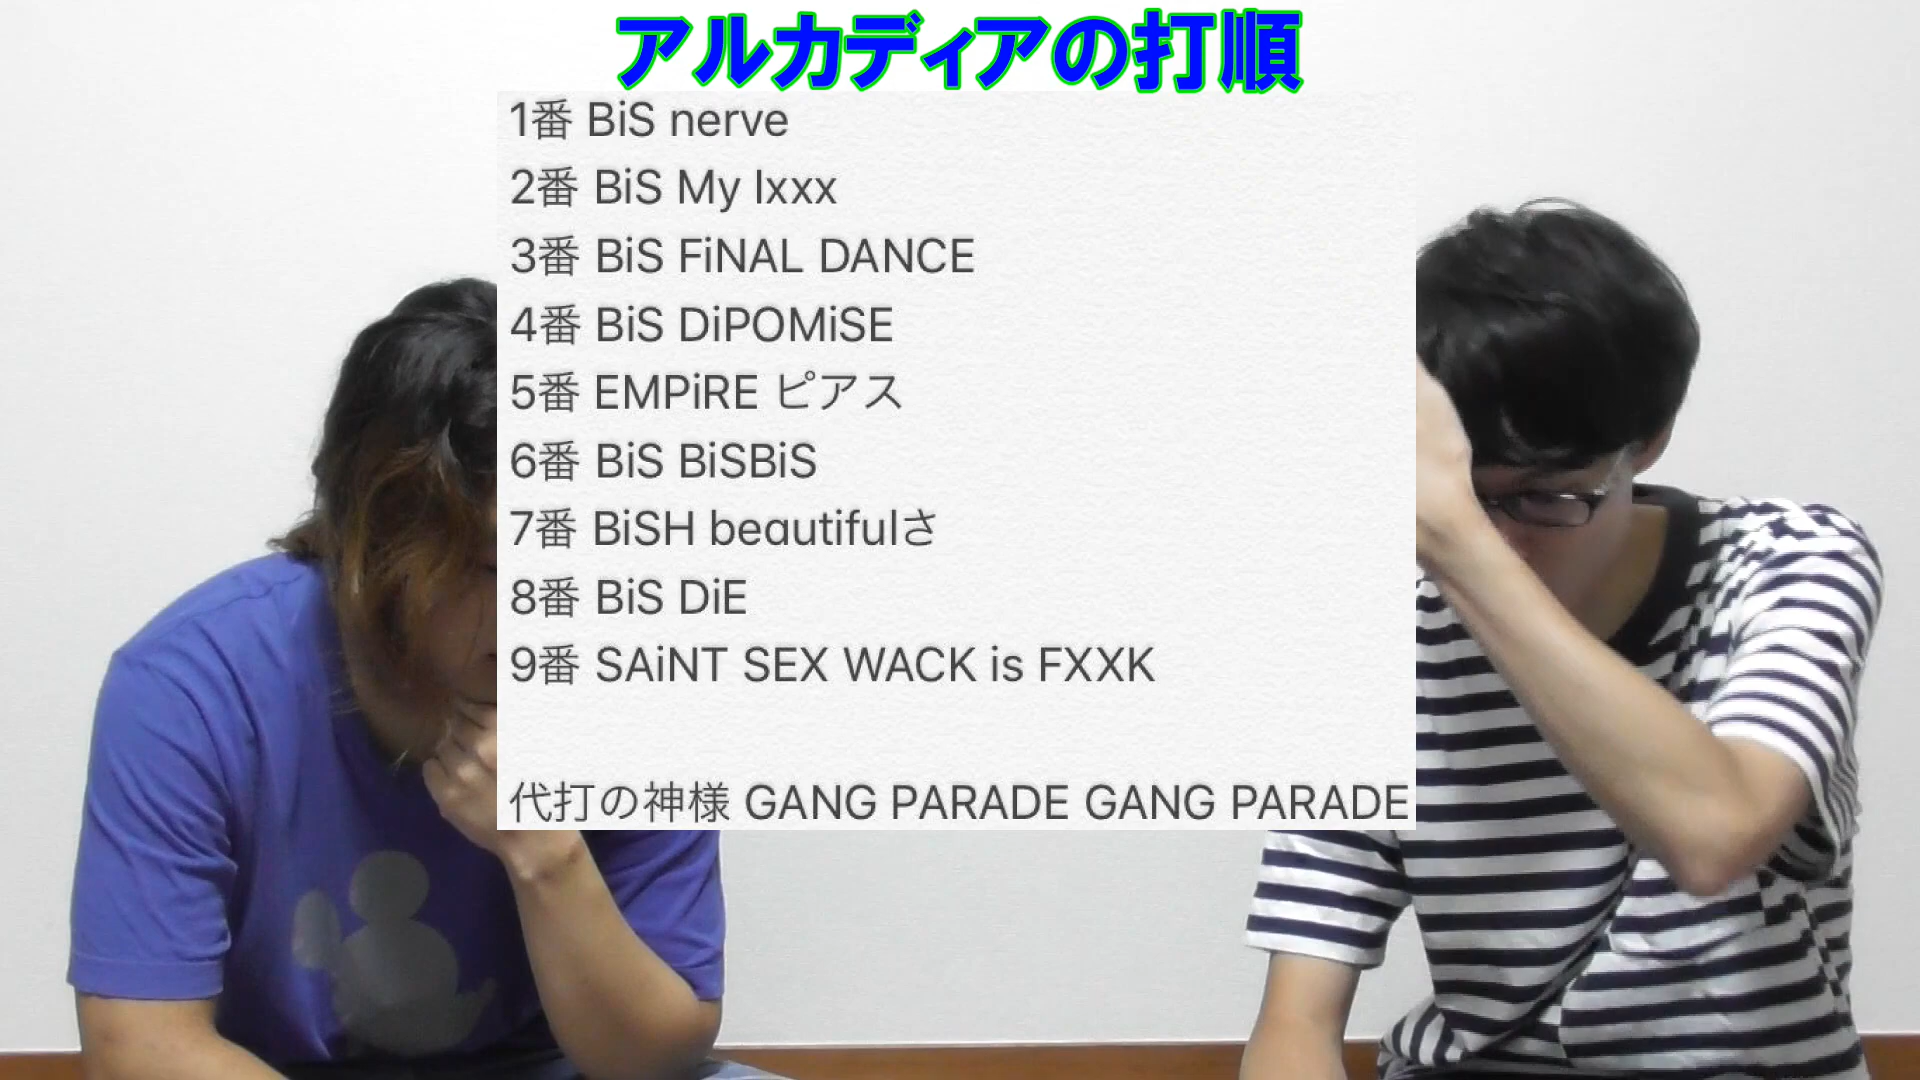 アルカディアの打順
1番 BiS nerve
2番 BiS My Ixxx
3番 BiS FiNAL DANCE
4番 BiS DiPOMiSE
5番 EMPiRE ピアス
6番 BiS BiSBiS
7番 BiSH beautifulさ
8番 BiS DiE
9番 SAiNT SEX WACK is FXXK
代打の神様 GANG PARADE GANG PARADE